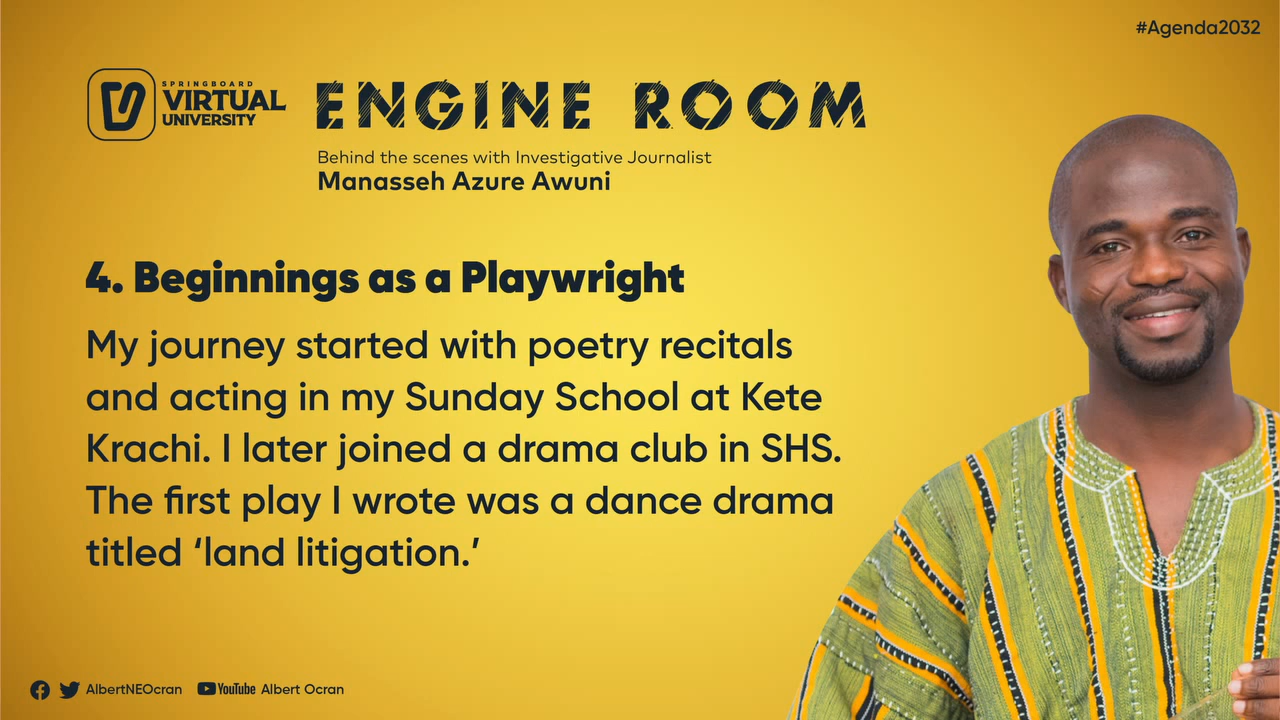 #Agenda2032
SPRINGBOARD
VIRTUAL
UNIVERSITY
ENGINE ROOM
Behind the scenes with Investigative Journalist
Manasseh Azure Awuni
4. Beginnings as a Playwright
My journey started with poetry recitals
and acting in my Sunday School at Kete
Krachi. I later joined a drama club in SHS.
The first play I wrote was a dance drama
titled ‘land litigation.’
AlbertNEOcran YouTube Albert Ocran